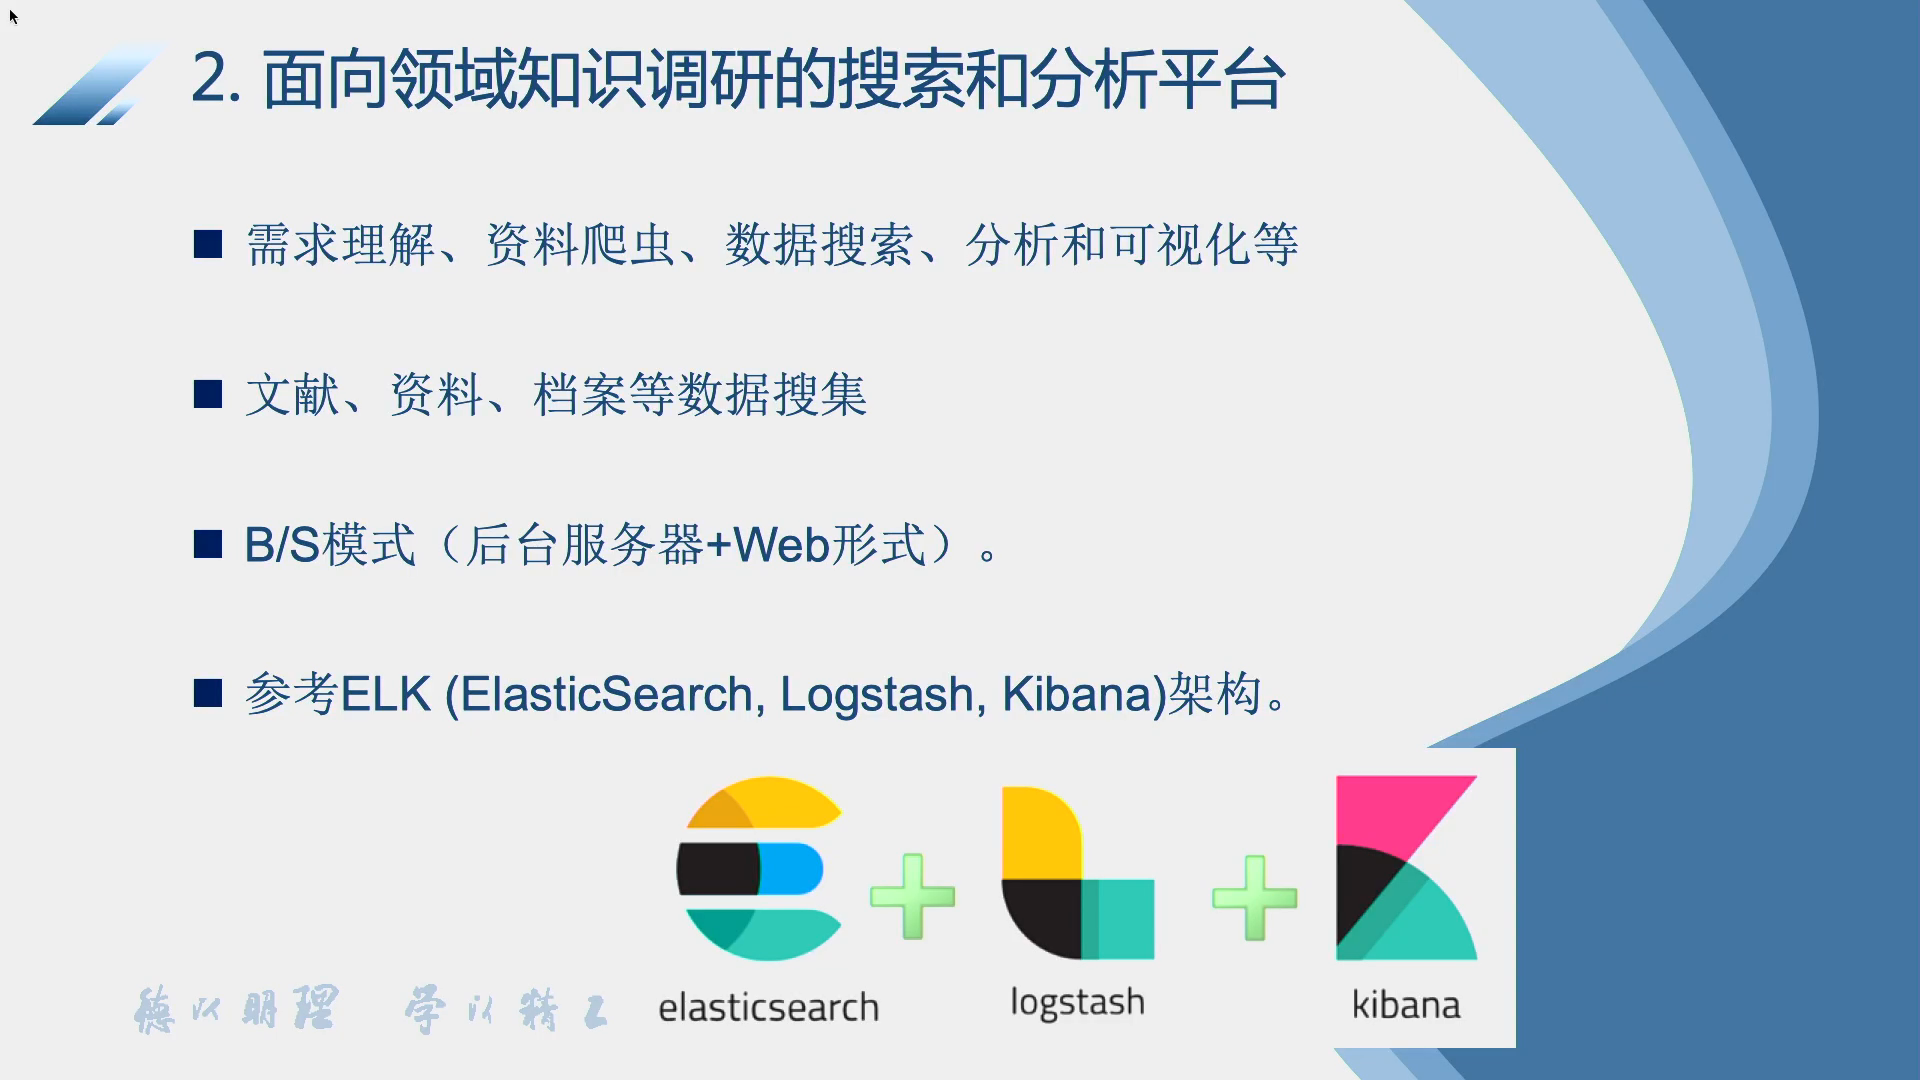 2. 面向领域知识调研的搜索和分析平台
需求理解、资料爬虫、数据搜索、分析和可视化等
文献、资料、档案等数据搜集
B/S模式（后台服务器+Web形式）。
参考ELK (ElasticSearch, Logstash, Kibana)架构。
elasticsearch
logstash
kibana
德以明理 学以精工